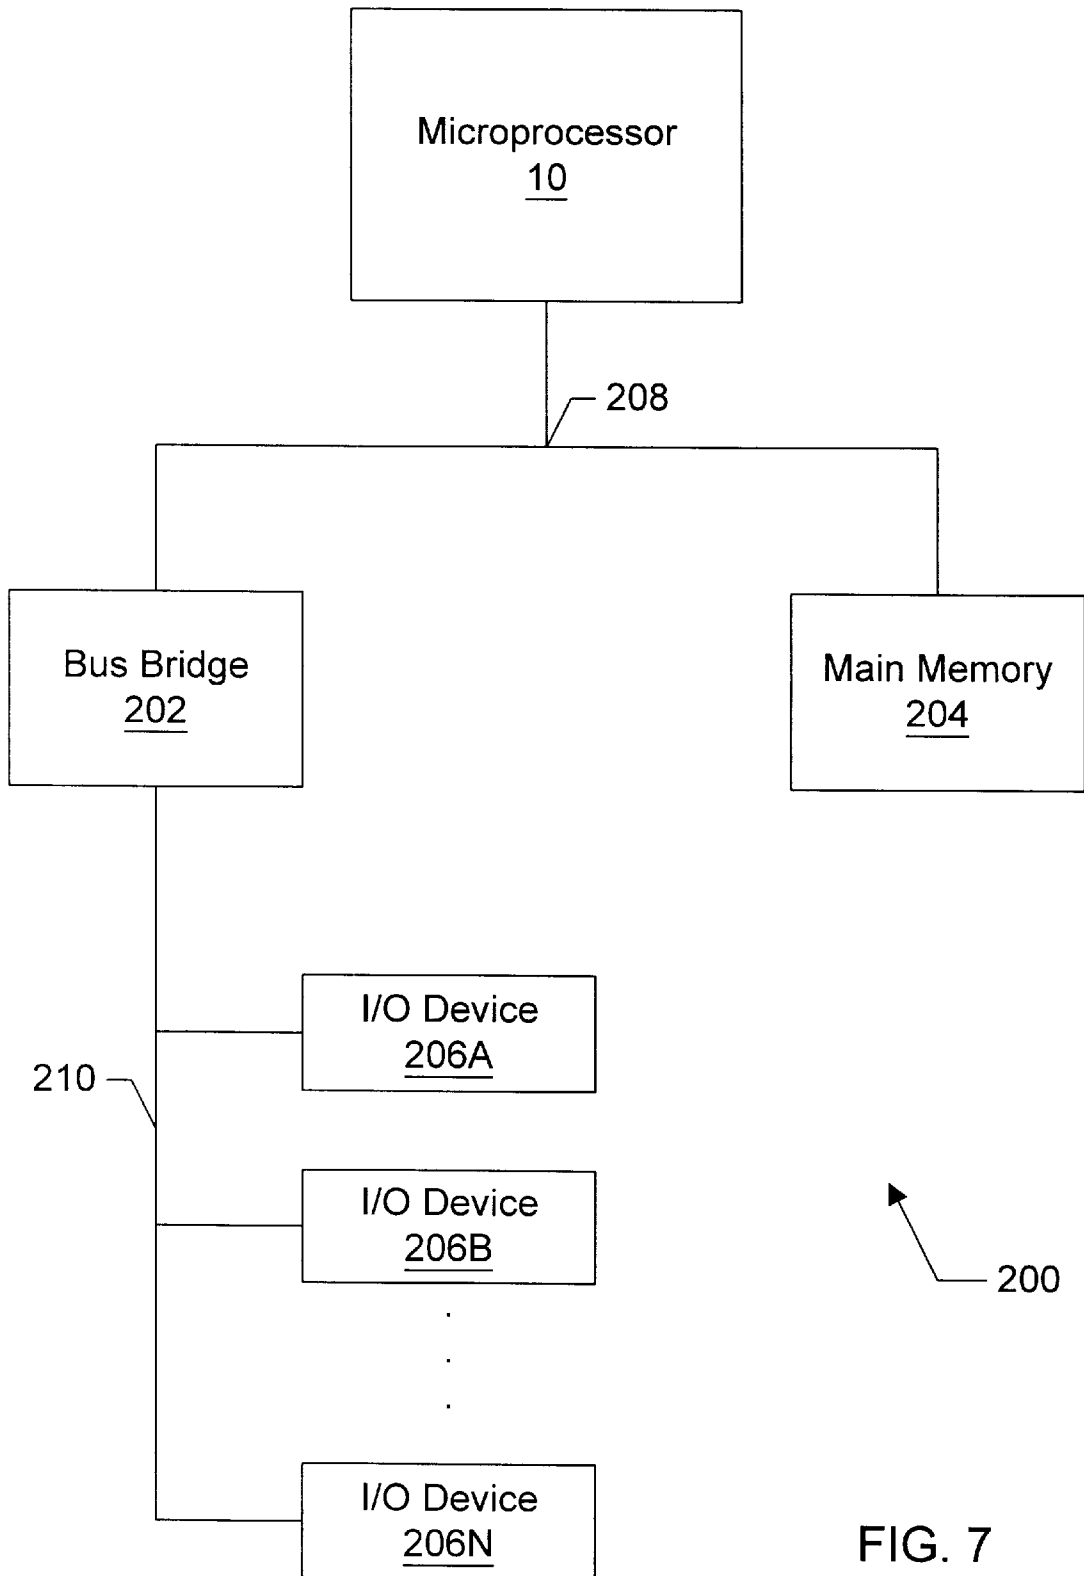 Microprocessor
10
208
Bus Bridge
202
Main Memory
204
I/O Device
206A
210
I/O Device
206B
200
I/O Device
206N
FIG. 7